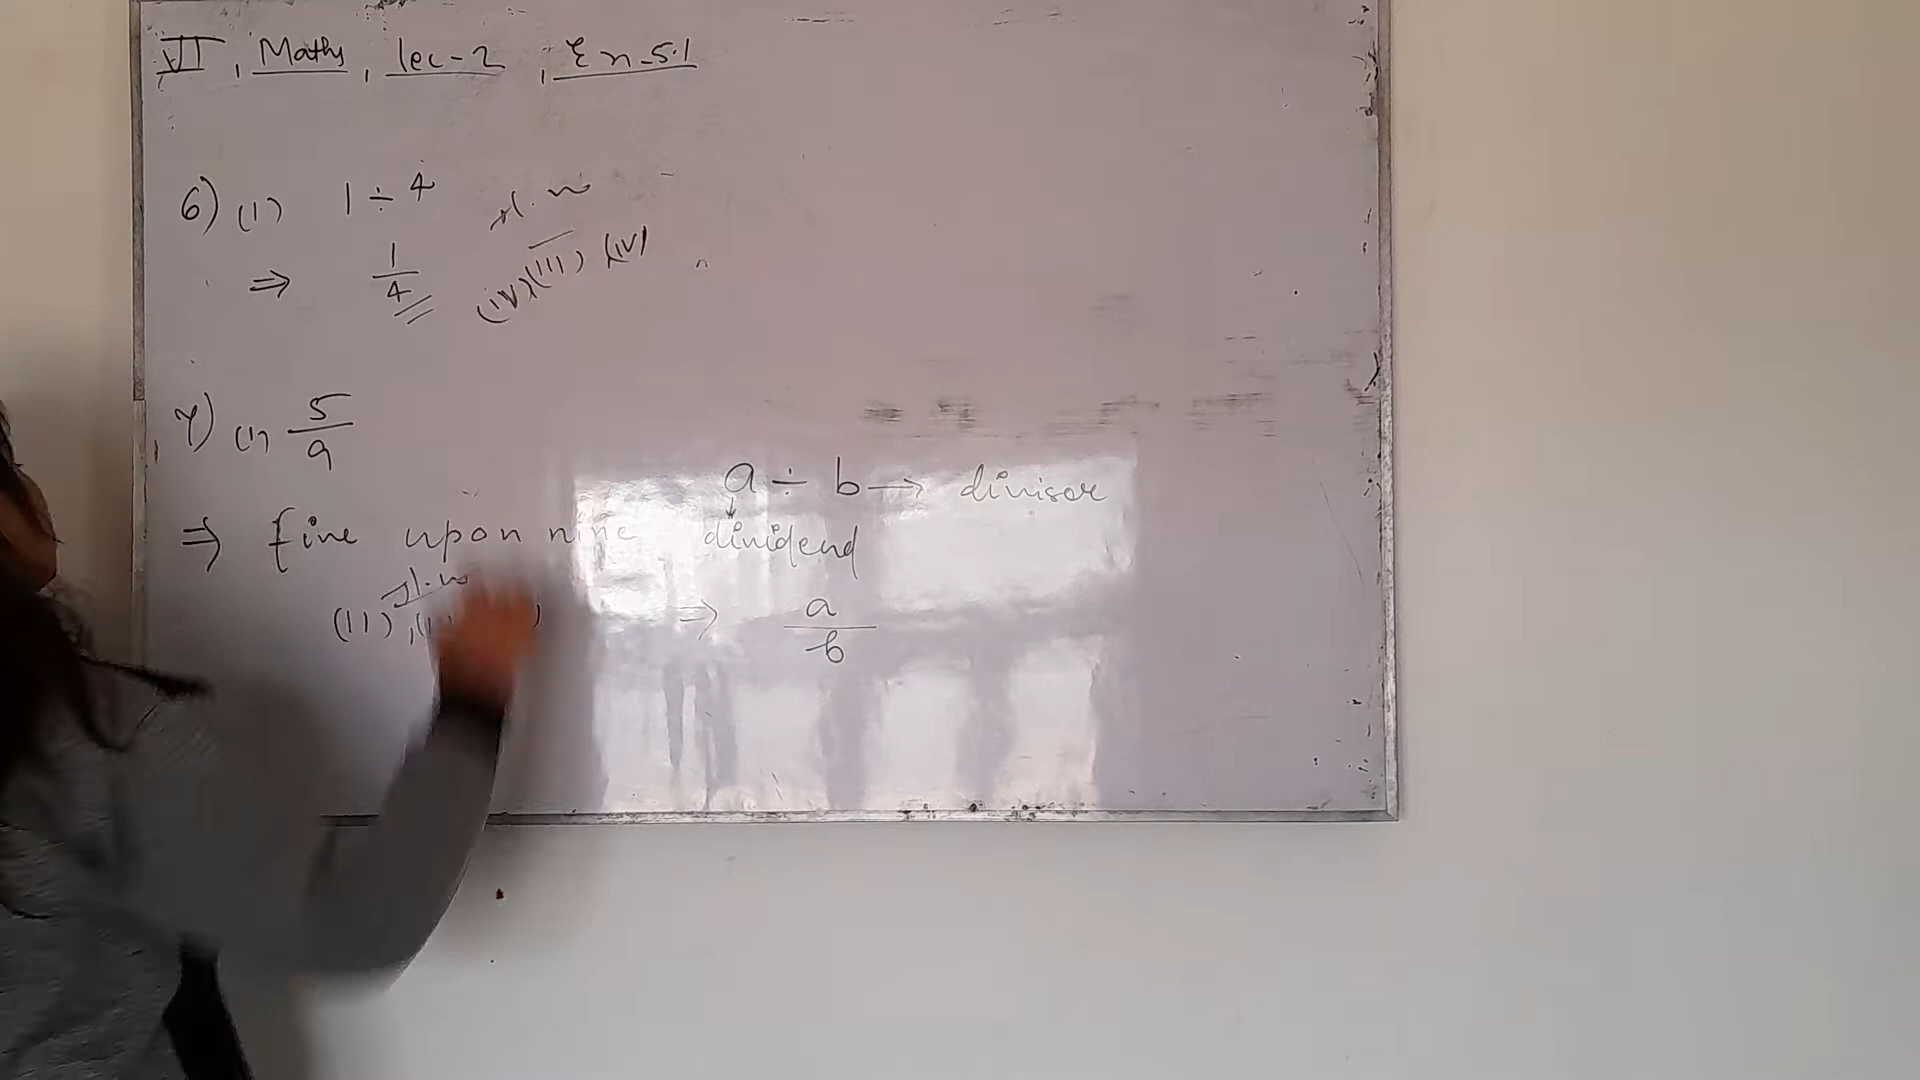 VI, Maths, lec-2, Ex-5.1
6) (i) 1 ÷ 4
⇒ 1/4
(iii) (iv)
7) (i) 5/9
⇒ five upon nine
(ii),
a ÷ b → divisor
↓
dividend
⇒ a/b